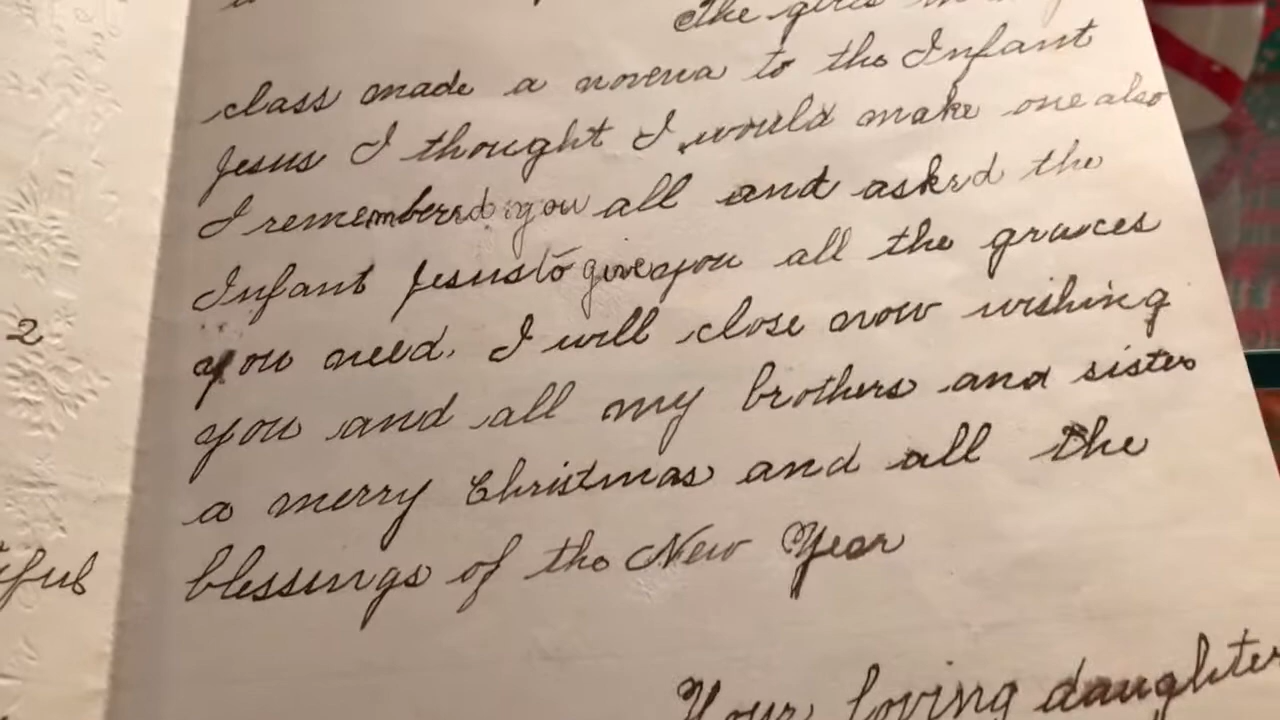 The girls in
class made a novena to the Infant
Jesus I thought I would make one also
I remembered you all and asked the
Infant Jesus to give you all the graces
you need. I will close now wishing
you and all my brothers and sister
a merry Christmas and all the
blessings of the New Year
Your loving daughter
2